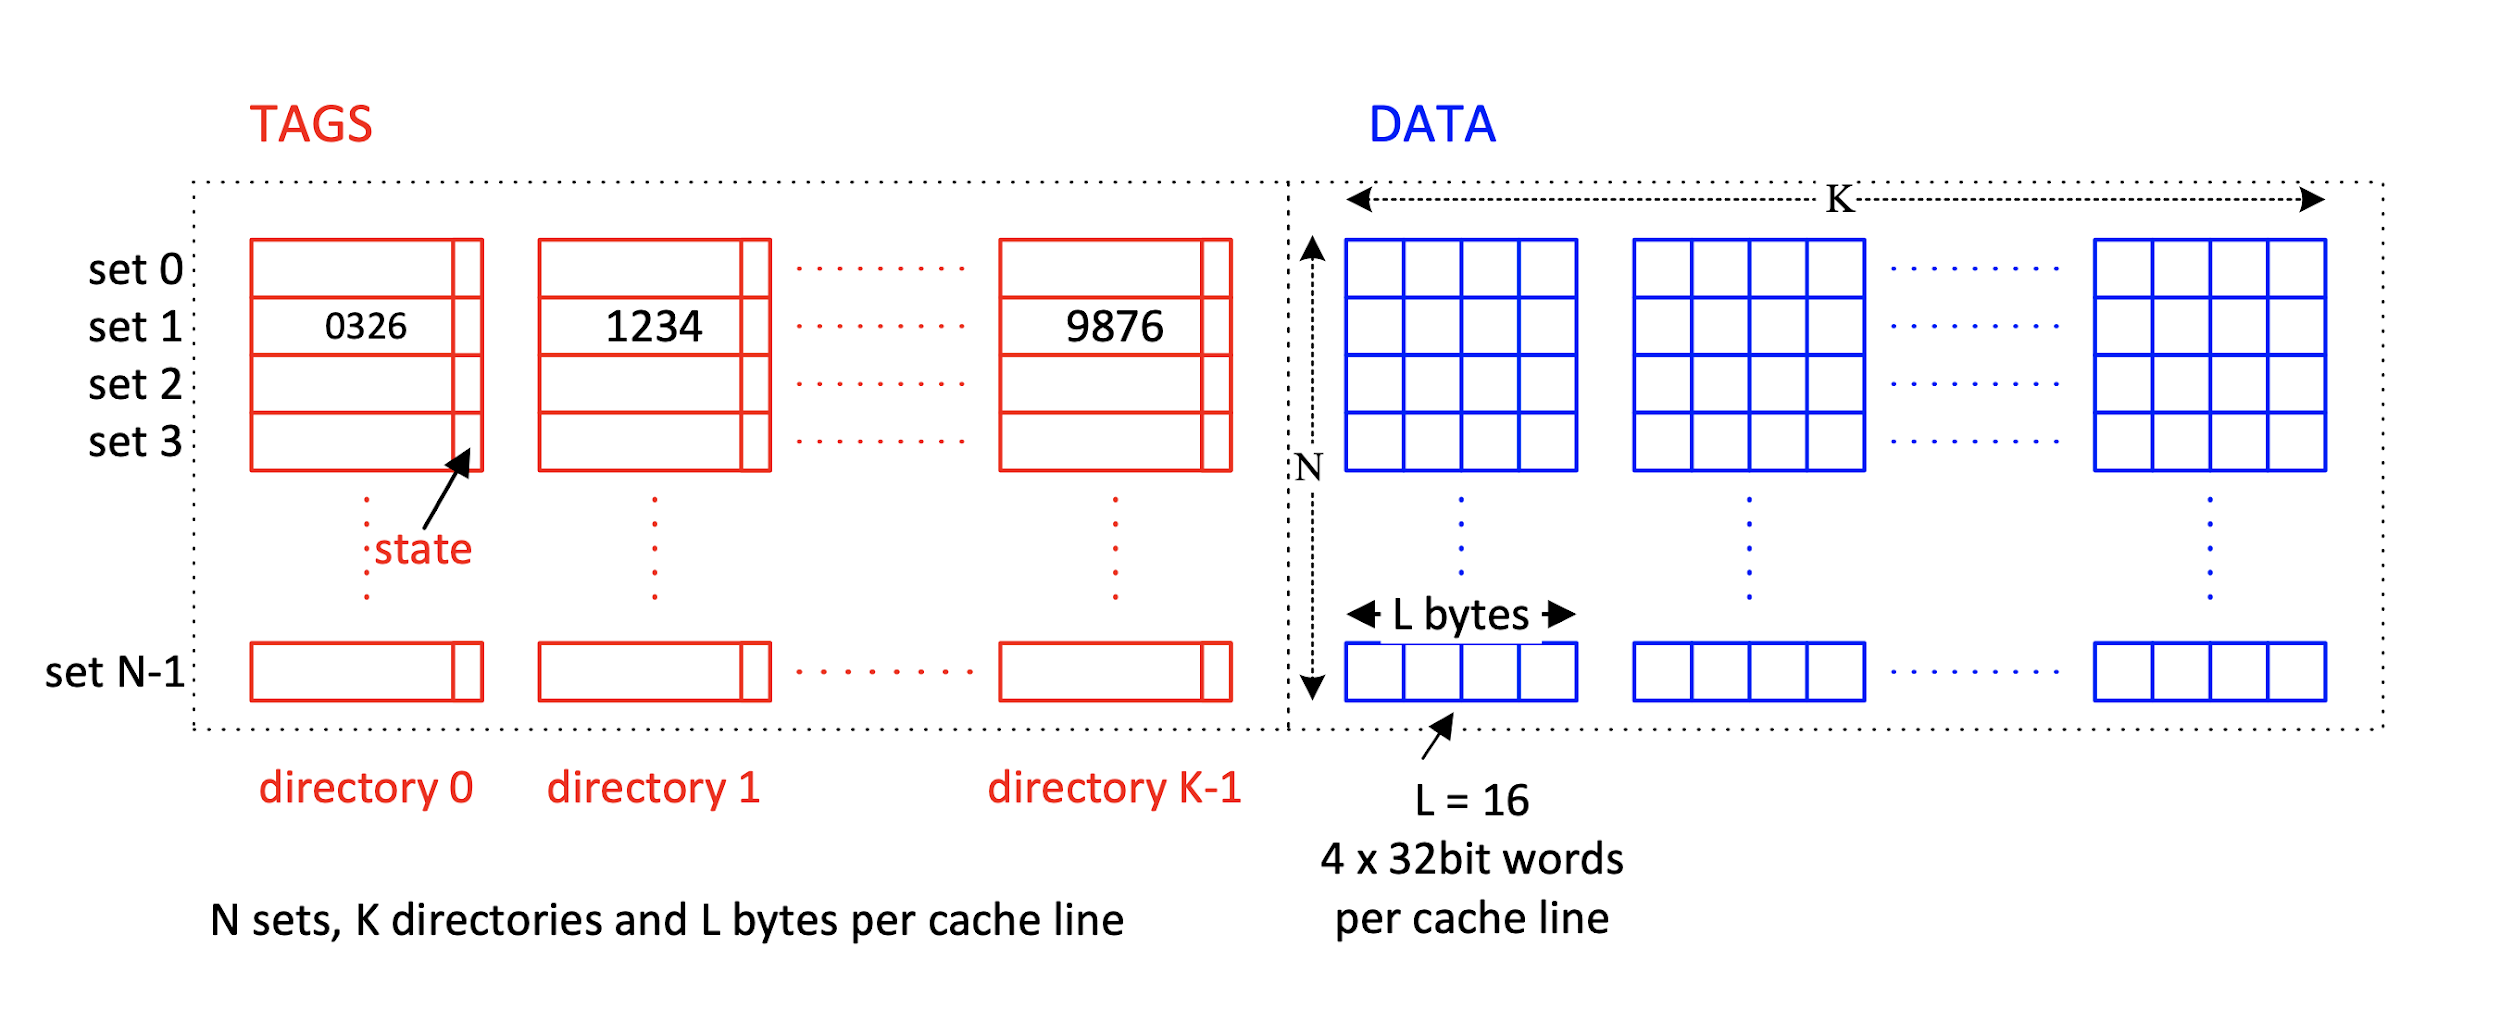 TAGS
DATA
K
set 0
set 1 0326 1234 9876
set 2
set 3
N
state
L bytes
set N-1
directory 0 directory 1 directory K-1
L = 16
4 x 32bit words
per cache line
N sets, K directories and L bytes per cache line